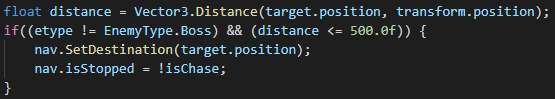 float distance = Vector3.Distance(target.position, transform.position);
if((etype != EnemyType.Boss) && (distance <= 500.0f)) {
    nav.SetDestination(target.position);
    nav.isStopped = !isChase;
}